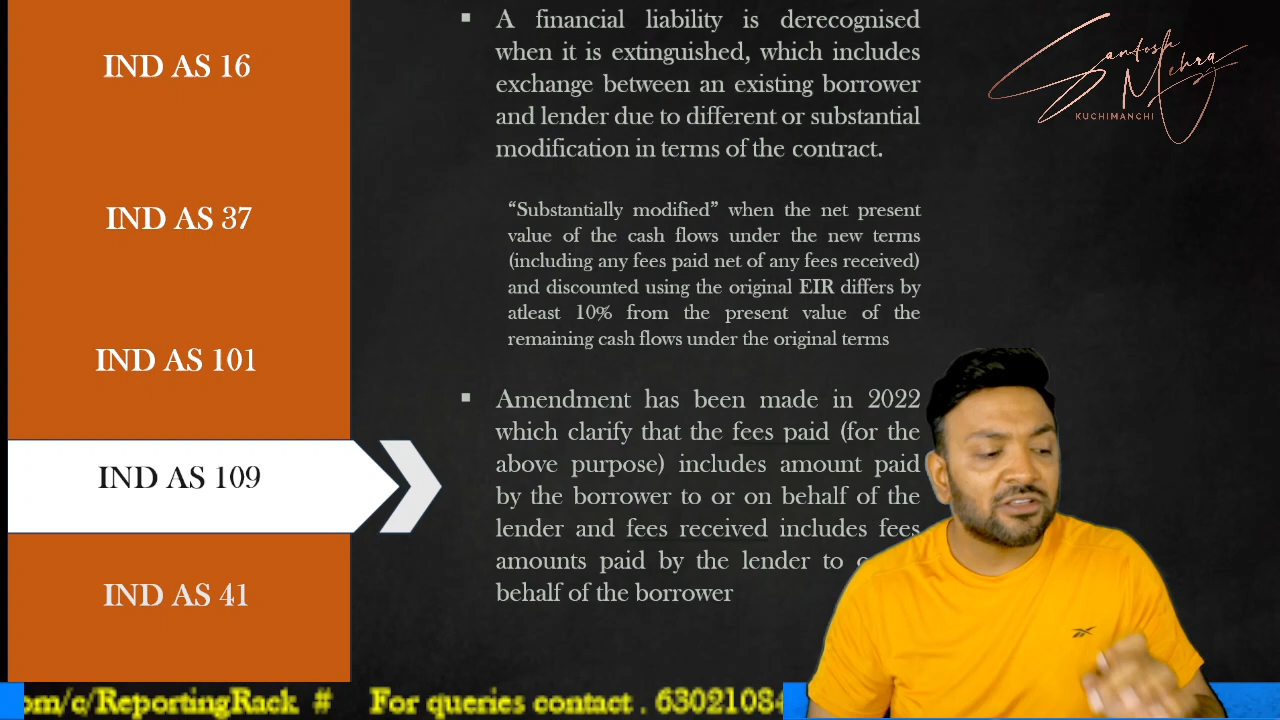 IND AS 16
IND AS 37
IND AS 101
IND AS 109
IND AS 41
A financial liability is derecognised
when it is extinguished, which includes
exchange between an existing borrower
and lender due to different or substantial
modification in terms of the contract.
“Substantially modified” when the net present
value of the cash flows under the new terms
(including any fees paid net of any fees received)
and discounted using the original EIR differs by
atleast 10% from the present value of the
remaining cash flows under the original terms
Amendment has been made in 2022
which clarify that the fees paid (for the
above purpose) includes amount paid
by the borrower to or on behalf of the
lender and fees received includes fees
amounts paid by the lender to
behalf of the borrower
Santosh
Mehra
KUCHIMANCHI
om/c/ReportingRack # For queries contact . 6302108